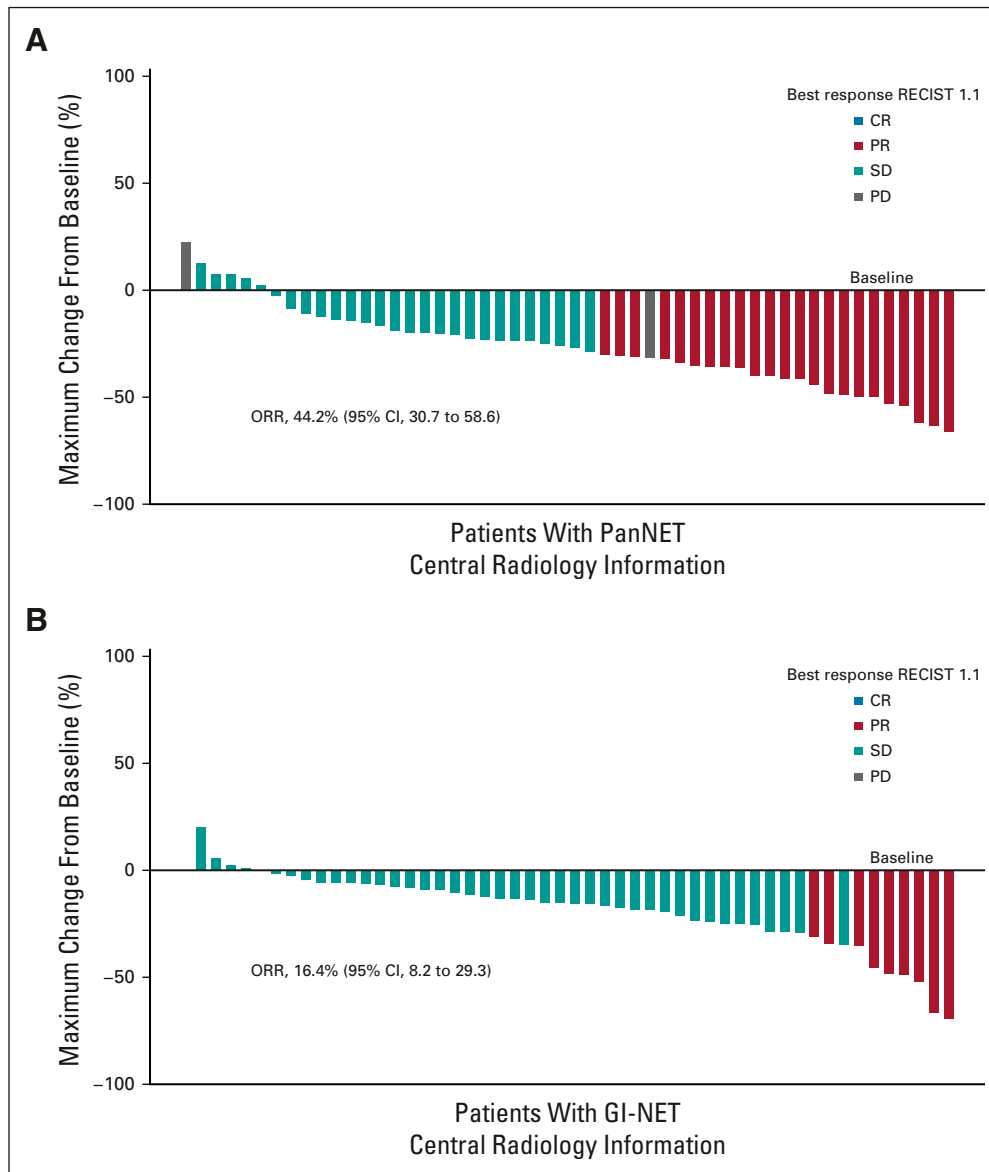 A
Maximum Change From Baseline (%)
100
50
0
−50
−100
Best response RECIST 1.1
CR
PR
SD
PD
Baseline
ORR, 44.2% (95% CI, 30.7 to 58.6)
Patients With PanNET
Central Radiology Information
B
Maximum Change From Baseline (%)
100
50
0
−50
−100
Best response RECIST 1.1
CR
PR
SD
PD
Baseline
ORR, 16.4% (95% CI, 8.2 to 29.3)
Patients With GI-NET
Central Radiology Information